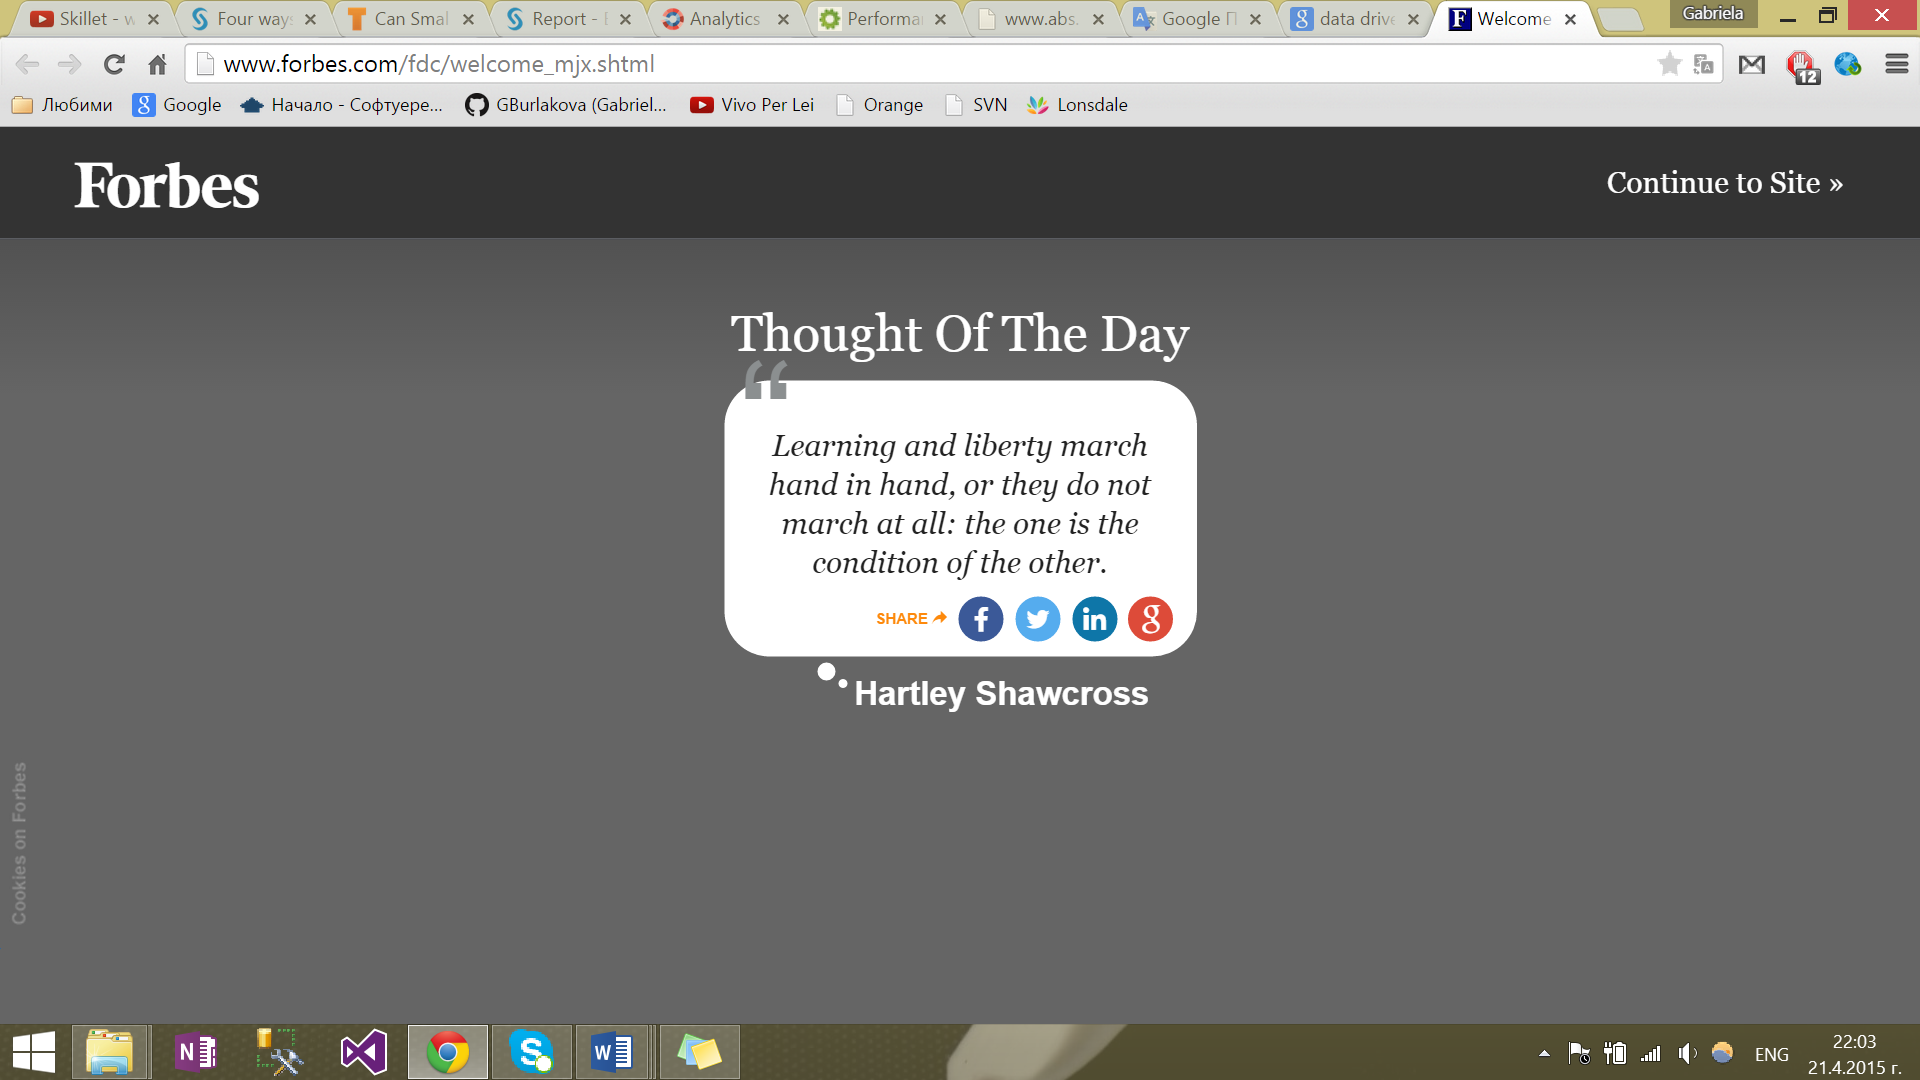 Skillet - w
Four ways
Can Smal
Report - B
Analytics
Performa
www.abs.
Google П
data drive
Welcome
Gabriela
www.forbes.com/fdc/welcome_mjx.shtml
12
Любими
Google
Начало - Софтуере...
GBurlakova (Gabriel...
Vivo Per Lei
Orange
SVN
Lonsdale
Forbes
Continue to Site »
Thought Of The Day
“
Learning and liberty march
hand in hand, or they do not
march at all: the one is the
condition of the other.
SHARE
Hartley Shawcross
Cookies on Forbes
ENG
22:03
21.4.2015 г.